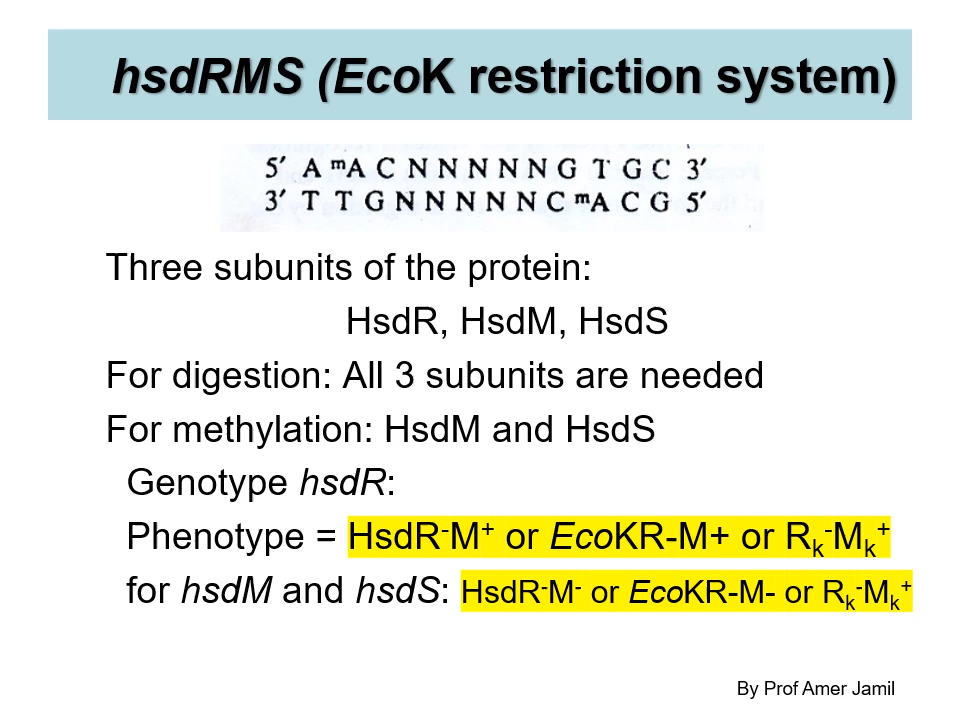 hsdRMS (EcoK restriction system)
5′ A ᵐA C N N N N N N G T G C 3′
3′ T T G N N N N N N C ᵐA C G 5′
Three subunits of the protein:
HsdR, HsdM, HsdS
For digestion: All 3 subunits are needed
For methylation: HsdM and HsdS
Genotype hsdR:
Phenotype = HsdR⁻M⁺ or EcoKR-M+ or Rₖ⁻Mₖ⁺
for hsdM and hsdS: HsdR⁻M⁻ or EcoKR-M- or Rₖ⁻Mₖ⁺
By Prof Amer Jamil